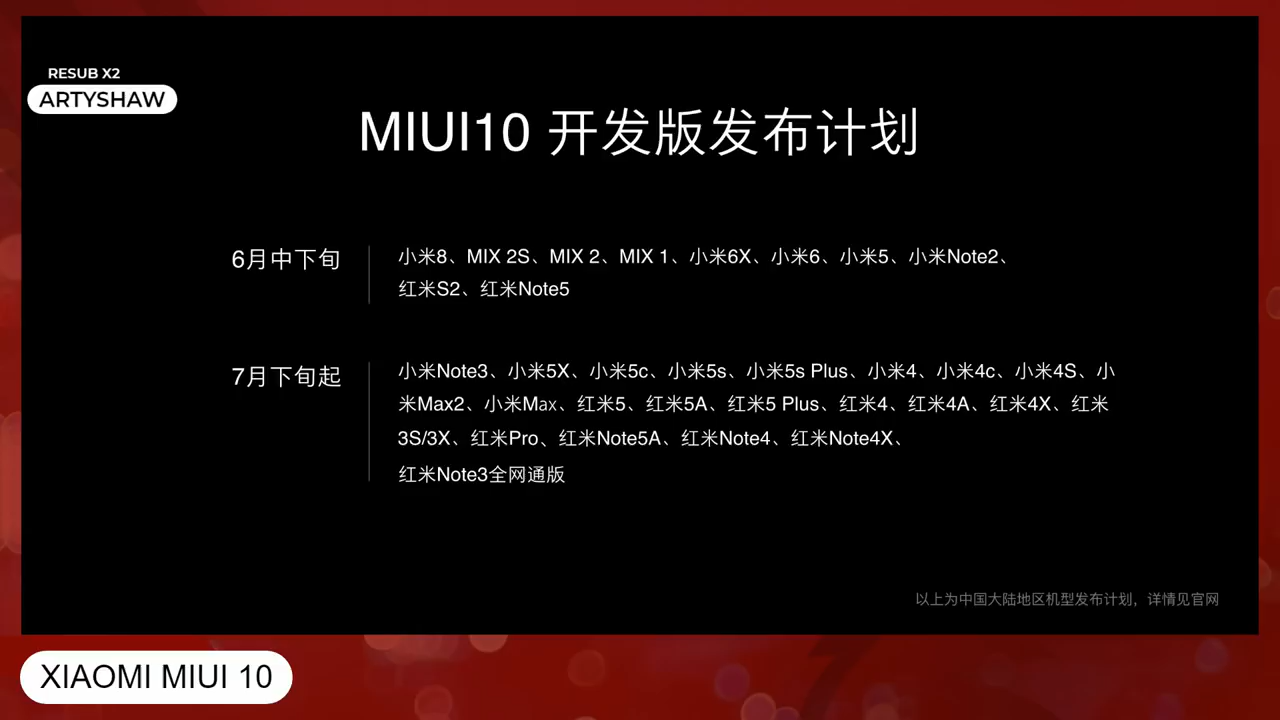 RESUB X2
ARTYSHAW
MIUI10 开发版发布计划
6月中下旬
小米8、MIX 2S、MIX 2、MIX 1、小米6X、小米6、小米5、小米Note2、
红米S2、红米Note5
7月下旬起
小米Note3、小米5X、小米5c、小米5s、小米5s Plus、小米4、小米4c、小米4S、小
米Max2、小米Max、红米5、红米5A、红米5 Plus、红米4、红米4A、红米4X、红米
3S/3X、红米Pro、红米Note5A、红米Note4、红米Note4X、
红米Note3全网通版
以上为中国大陆地区机型发布计划，详情见官网
XIAOMI MIUI 10